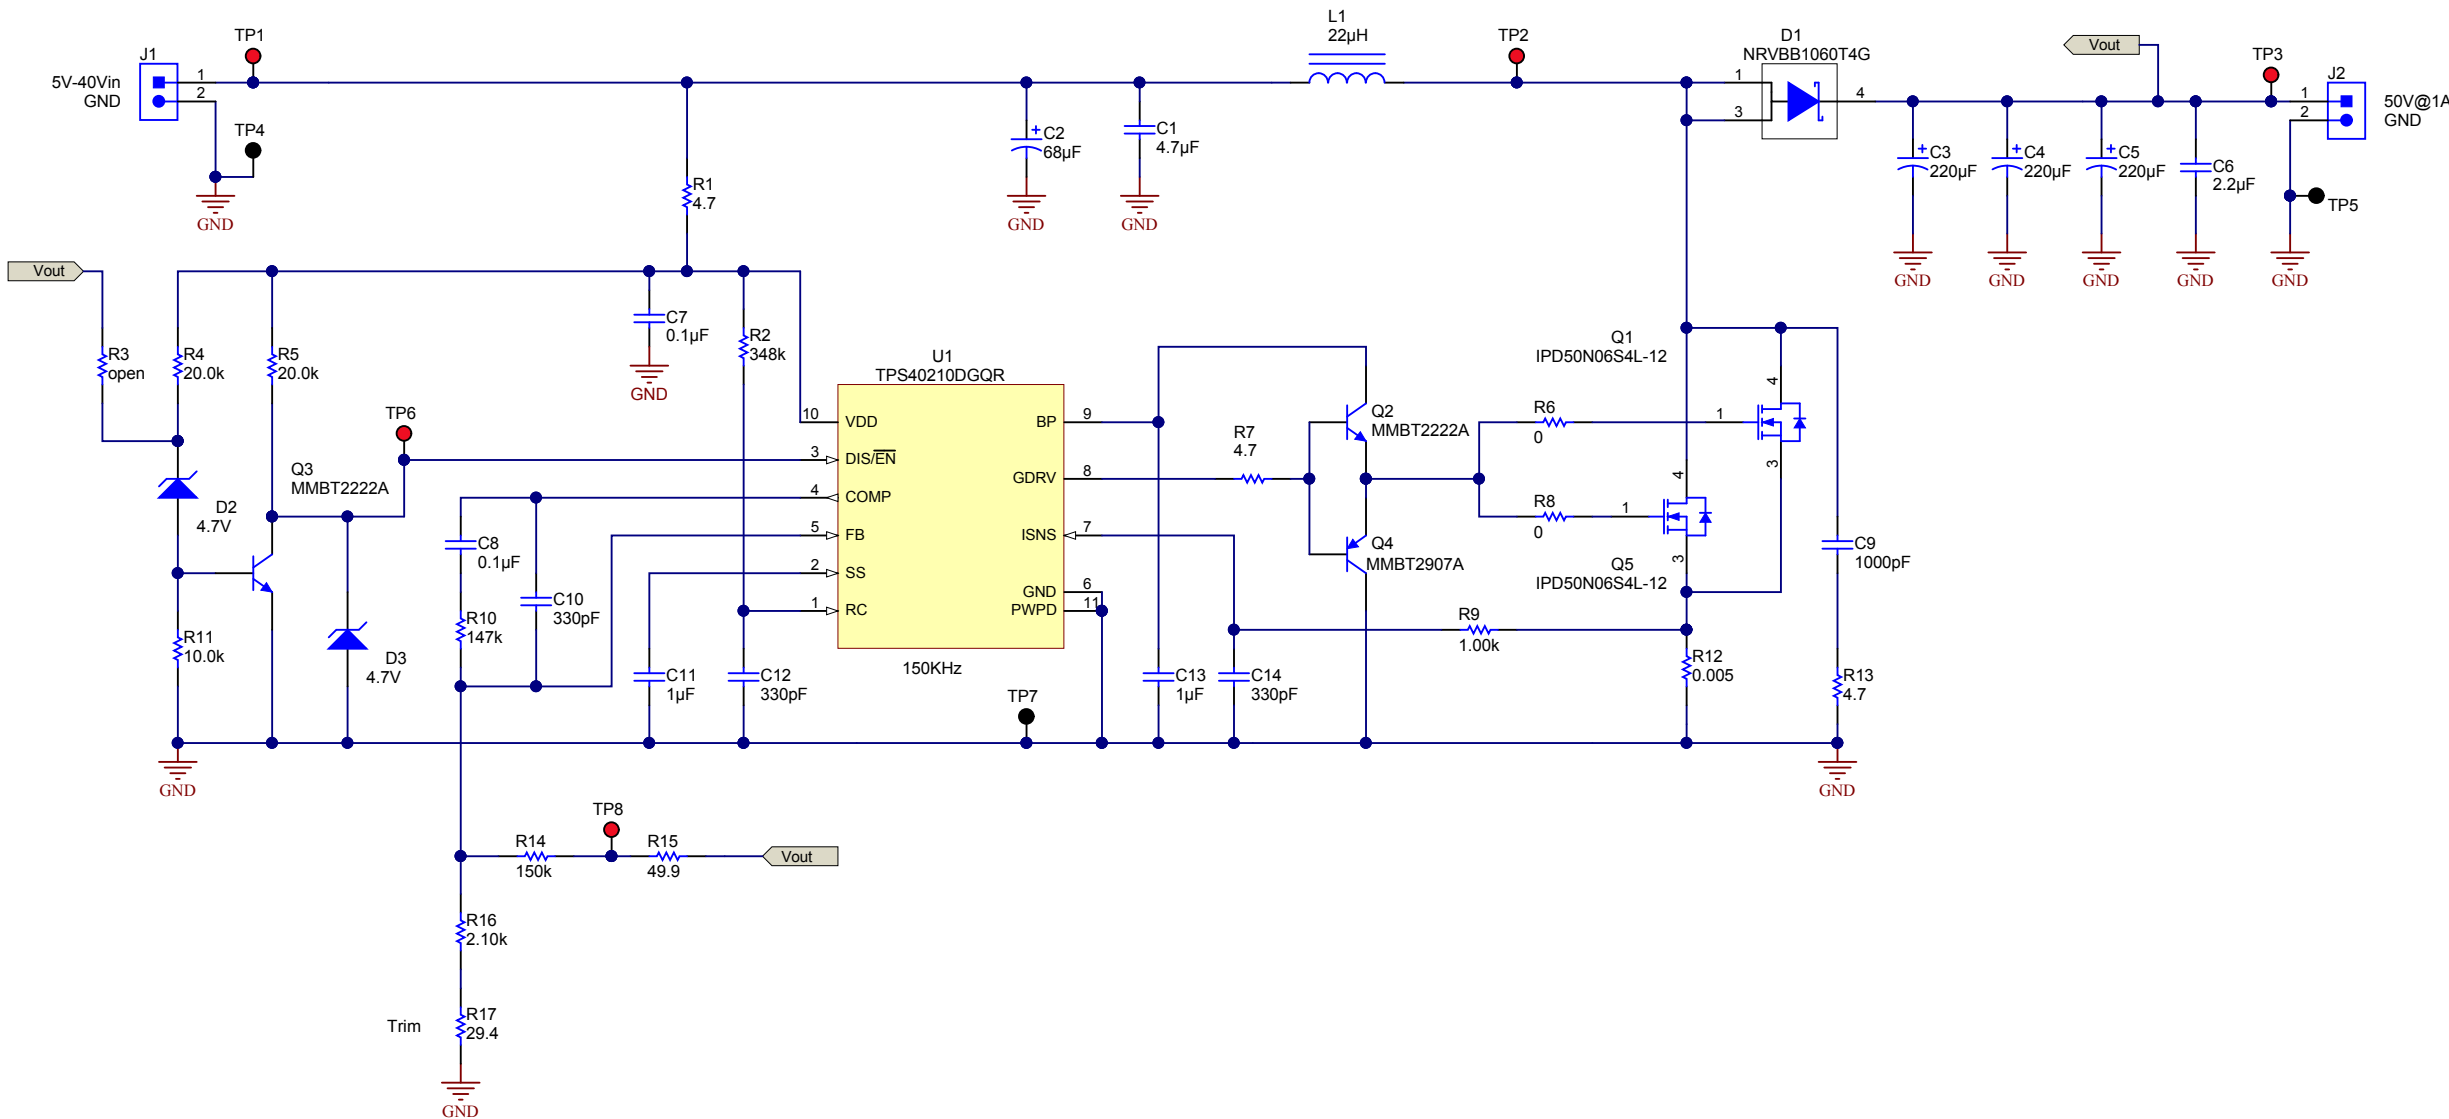 L1
22µH
J1
TP1
TP2
D1
NRVBB1060T4G
Vout
TP3
J2
5V-40Vin
GND
1
2
1
3
4
1
2
50V@1A
GND
TP4
C2
68µF
C1
4.7µF
C3
220µF
C4
220µF
C5
220µF
C6
2.2µF
TP5
R1
4.7
GND
GND
GND
GND
GND
GND
GND
GND
Vout
R3
open
R4
20.0k
R5
20.0k
C7
0.1µF
GND
R2
348k
U1
TPS40210DGQR
10
VDD
3
DIS/EN
4
COMP
5
FB
2
SS
1
RC
BP
9
GDRV
8
ISNS
7
GND
6
PWPD
11
150KHz
TP6
Q3
MMBT2222A
D2
4.7V
D3
4.7V
R11
10.0k
C8
0.1µF
R10
147k
C10
330pF
C11
1µF
C12
330pF
TP7
C13
1µF
C14
330pF
R7
4.7
Q2
MMBT2222A
Q4
MMBT2907A
R6
0
R8
0
Q1
IPD50N06S4L-12
1
4
3
Q5
IPD50N06S4L-12
1
4
3
R9
1.00k
R12
0.005
C9
1000pF
R13
4.7
GND
GND
TP8
R14
150k
R15
49.9
Vout
R16
2.10k
Trim
R17
29.4
GND